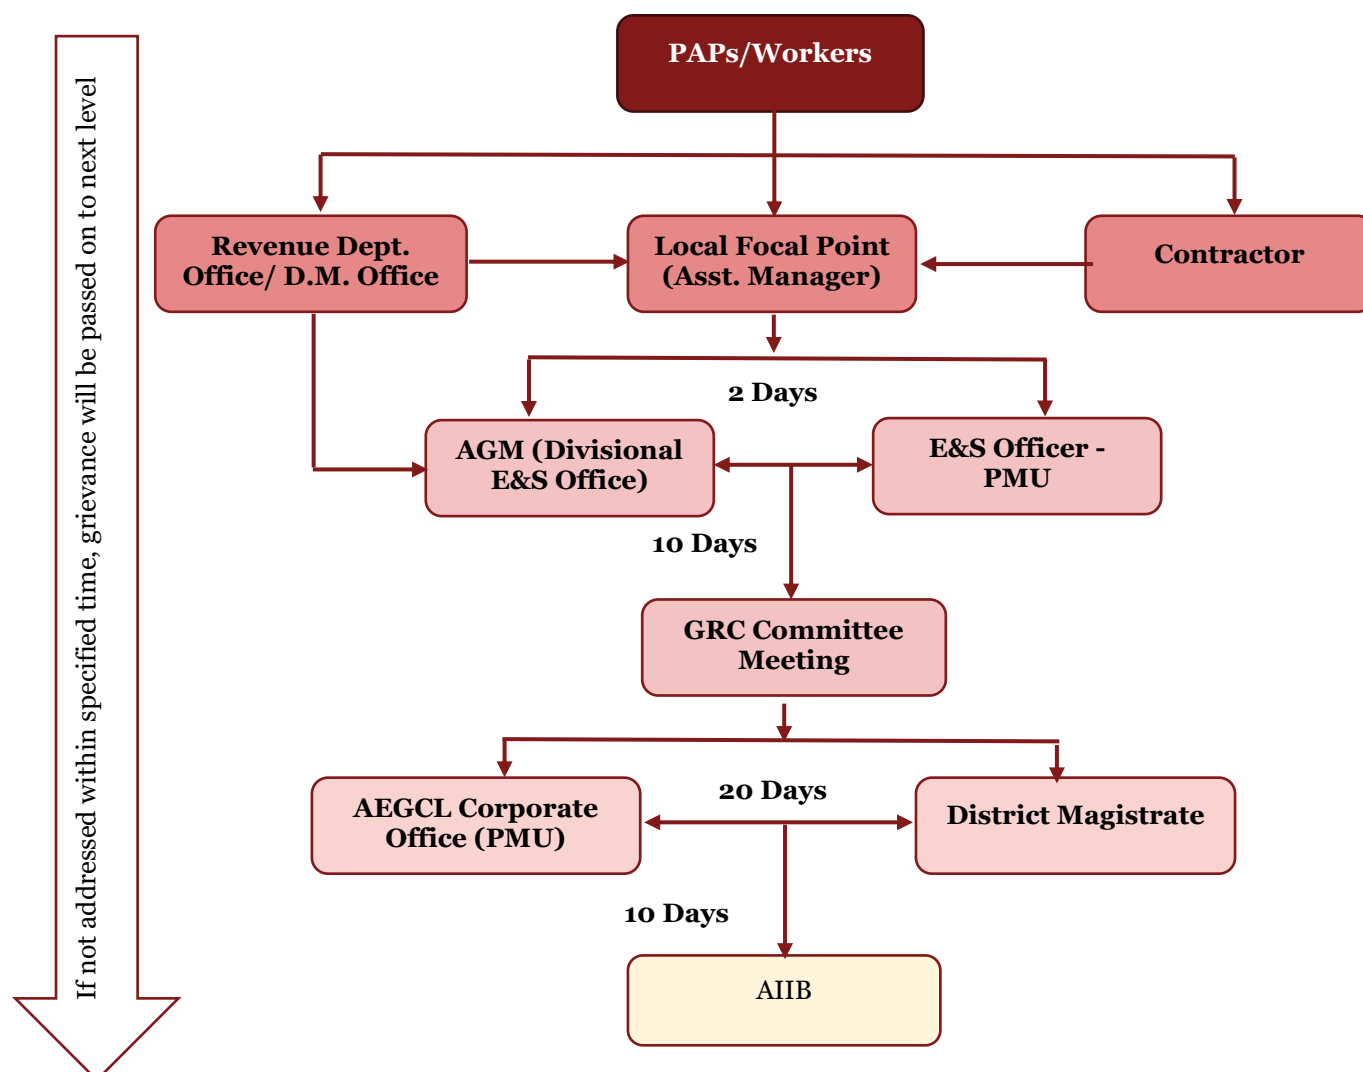 If not addressed within specified time, grievance will be passed on to next level
PAPs/Workers
Revenue Dept.
Office/ D.M. Office
Local Focal Point
(Asst. Manager)
Contractor
2 Days
AGM (Divisional
E&S Office)
E&S Officer -
PMU
10 Days
GRC Committee
Meeting
20 Days
AEGCL Corporate
Office (PMU)
District Magistrate
10 Days
AIIB